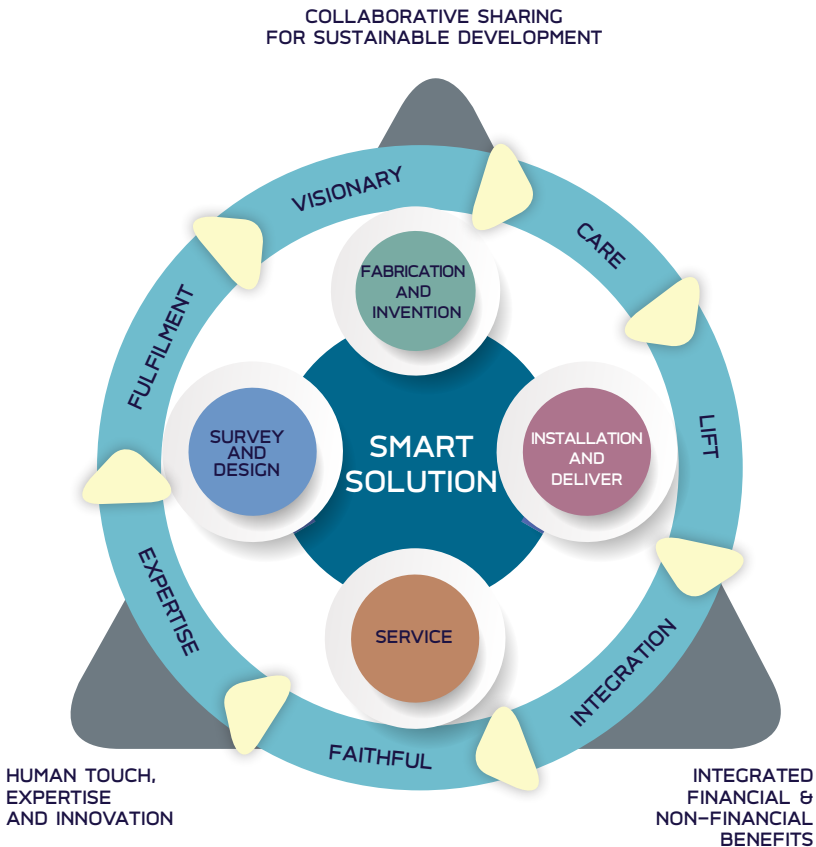 COLLABORATIVE SHARING
FOR SUSTAINABLE DEVELOPMENT
VISIONARY
CARE
LIFT
INTEGRATION
FAITHFUL
EXPERTISE
FULFILMENT
FABRICATION
AND
INVENTION
SURVEY
AND
DESIGN
SMART
SOLUTION
INSTALLATION
AND
DELIVER
SERVICE
HUMAN TOUCH,
EXPERTISE
AND INNOVATION
INTEGRATED
FINANCIAL &
NON-FINANCIAL
BENEFITS